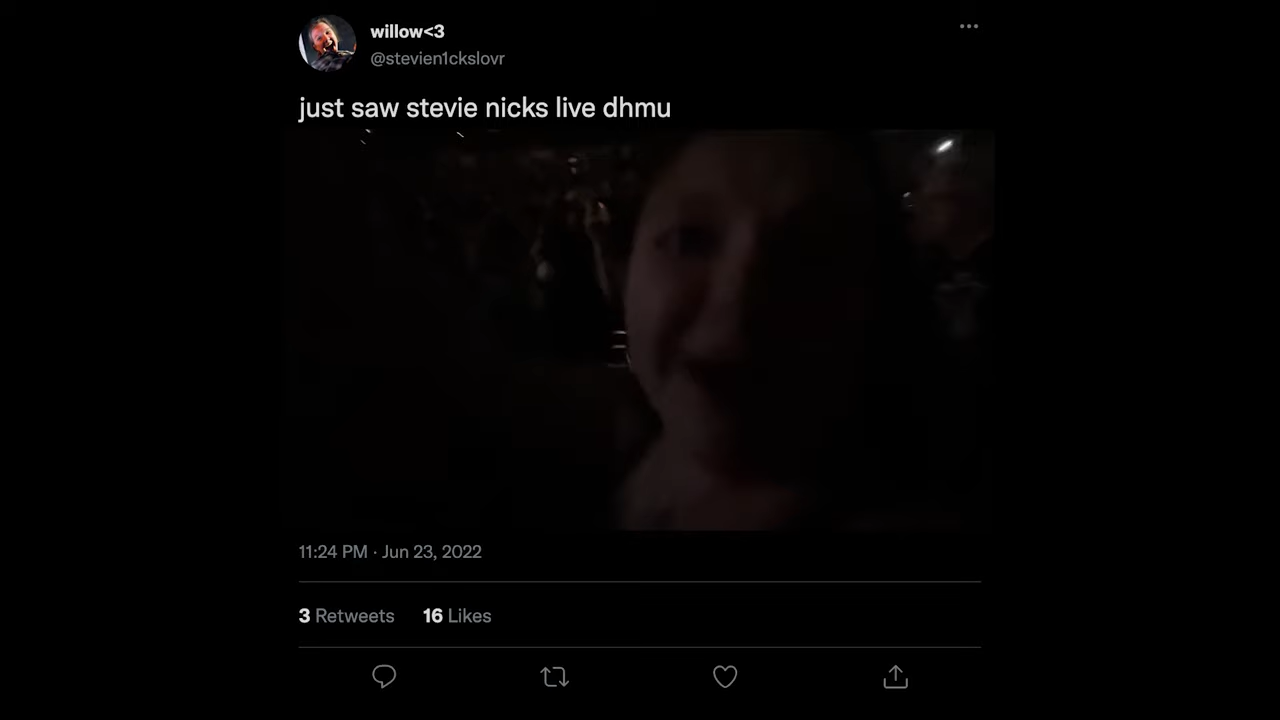 willow<3
@stevien1ckslovr
just saw stevie nicks live dhmu
11:24 PM · Jun 23, 2022
3 Retweets 16 Likes